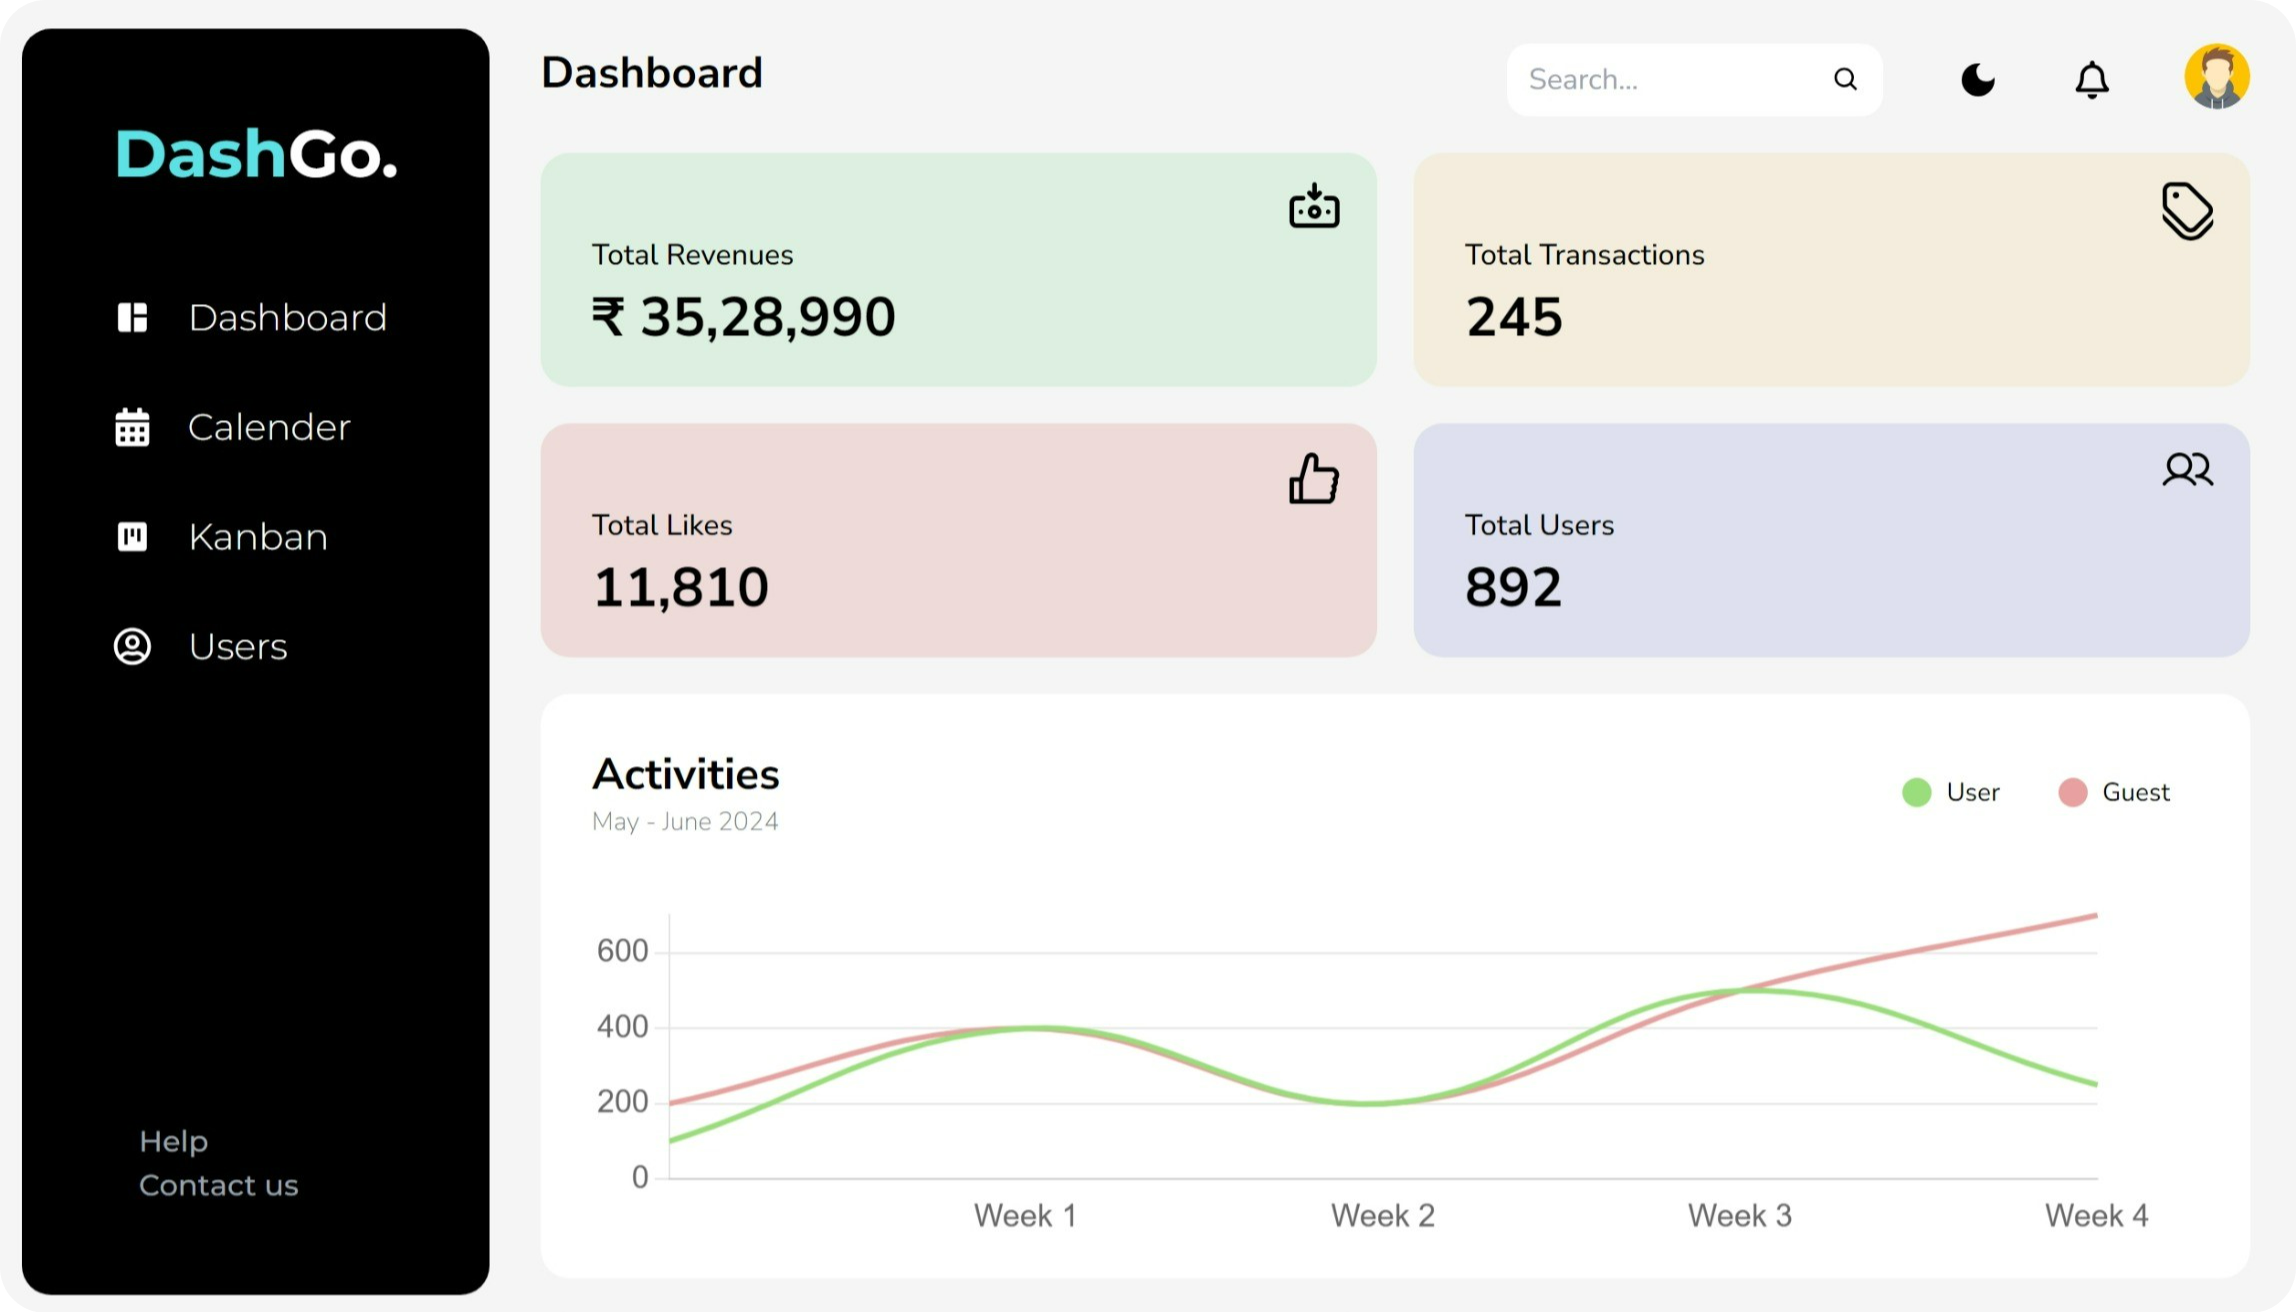 DashGo.
Dashboard
Calender
Kanban
Users
Help
Contact us
Dashboard
Search...
Total Revenues
₹ 35,28,990
Total Transactions
245
Total Likes
11,810
Total Users
892
Activities
May - June 2024
User
Guest
600
400
200
0
Week 1
Week 2
Week 3
Week 4